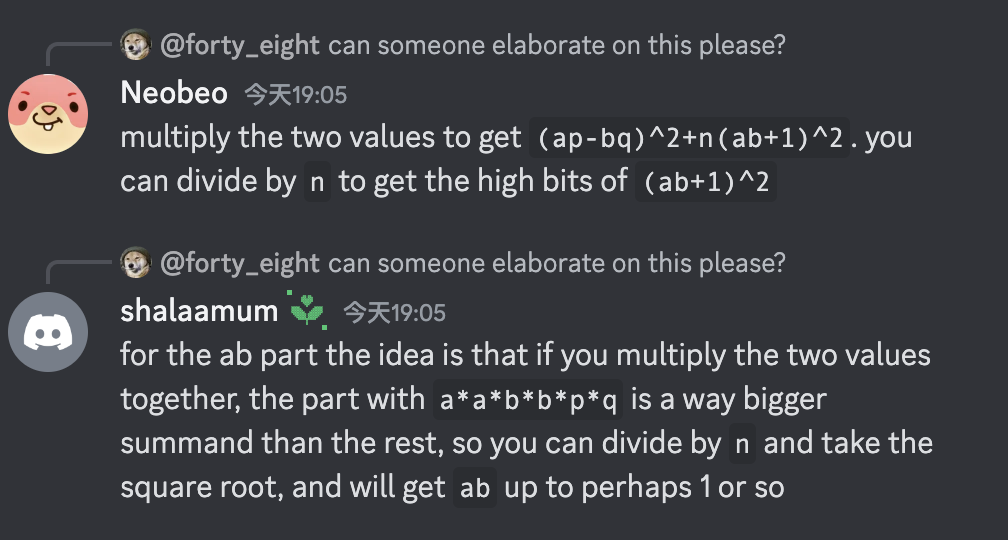 @forty_eight can someone elaborate on this please?
Neobeo 今天19:05
multiply the two values to get (ap-bq)^2+n(ab+1)^2. you
can divide by n to get the high bits of (ab+1)^2
@forty_eight can someone elaborate on this please?
shalaamum 今天19:05
for the ab part the idea is that if you multiply the two values
together, the part with a*a*b*b*p*q is a way bigger
summand than the rest, so you can divide by n and take the
square root, and will get ab up to perhaps 1 or so